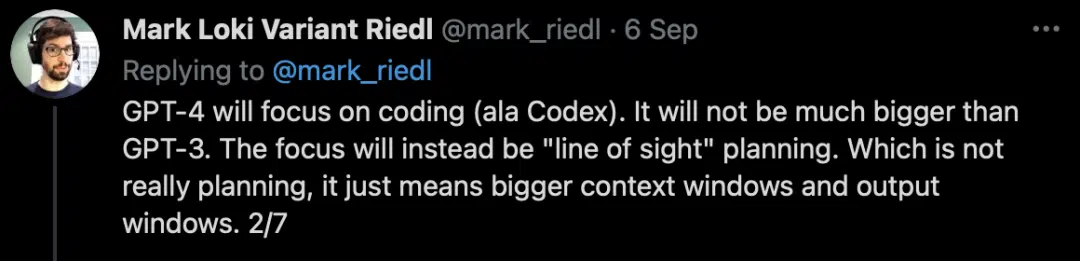 Mark Loki Variant Riedl @mark_riedl · 6 Sep
Replying to @mark_riedl
GPT-4 will focus on coding (ala Codex). It will not be much bigger than
GPT-3. The focus will instead be "line of sight" planning. Which is not
really planning, it just means bigger context windows and output
windows. 2/7